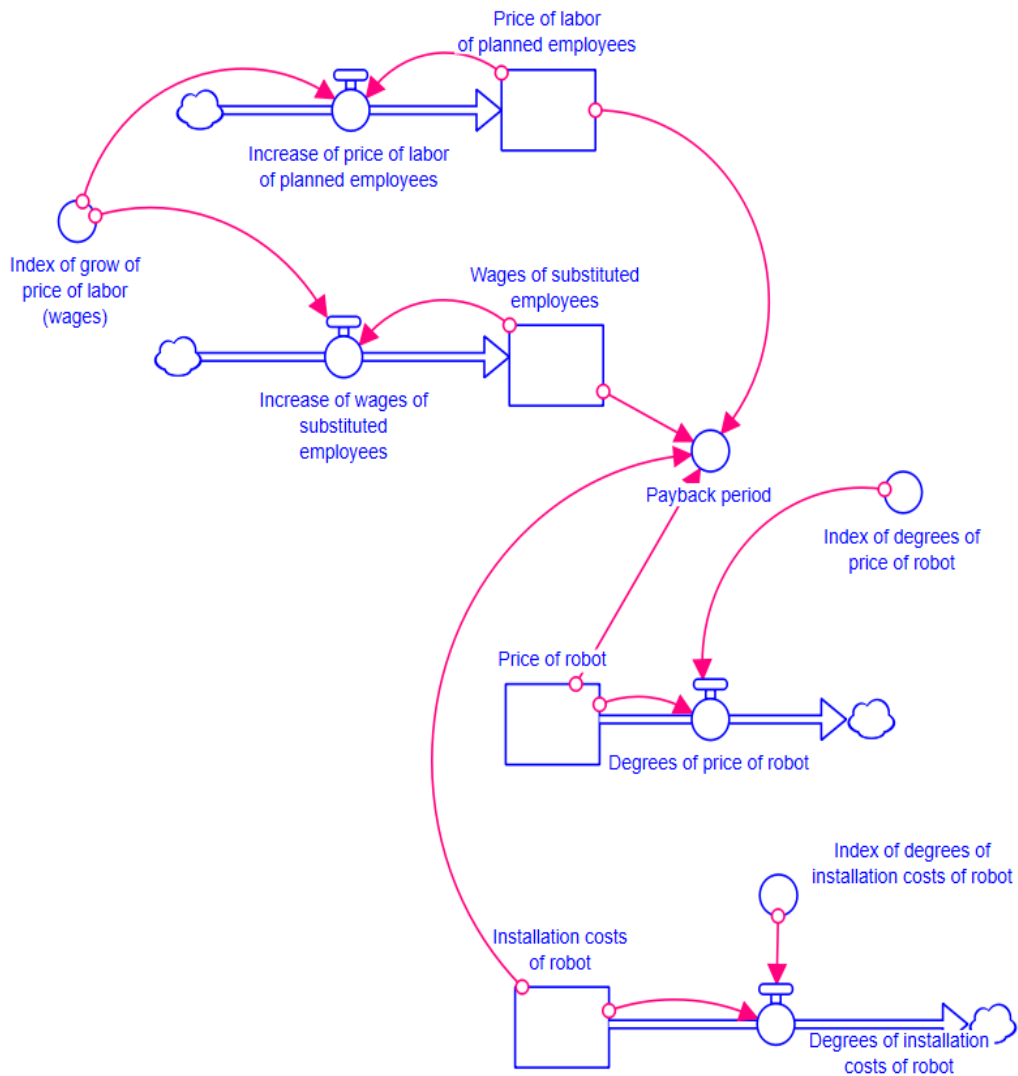 Price of labor
of planned employees
Increase of price of labor
of planned employees
Index of grow of
price of labor
(wages)
Wages of substituted
employees
Increase of wages of
substituted
employees
Payback period
Index of degrees of
price of robot
Price of robot
Degrees of price of robot
Index of degrees of
installation costs of robot
Installation costs
of robot
Degrees of installation
costs of robot